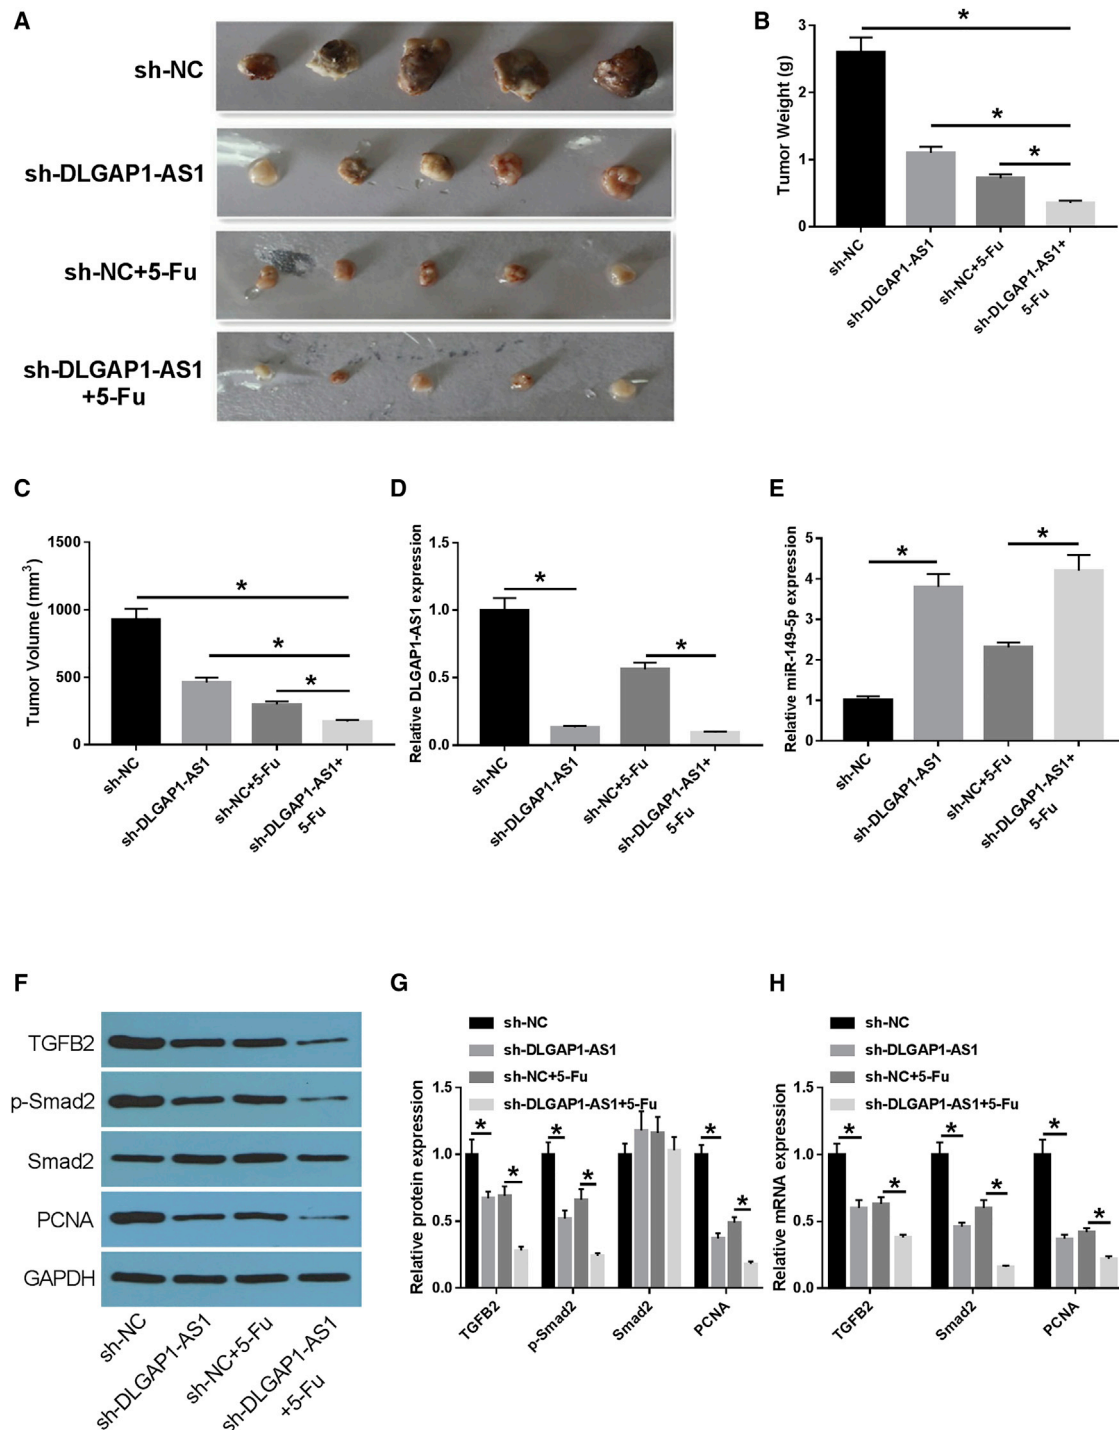 A
sh-NC
sh-DLGAP1-AS1
sh-NC+5-Fu
sh-DLGAP1-AS1
+5-Fu
B
Tumor Weight (g)
3
2
1
0
*
*
*
sh-NC
sh-DLGAP1-AS1
sh-NC+5-Fu
sh-DLGAP1-AS1+
5-Fu
C
Tumor Volume (mm3)
1500
1000
500
0
*
*
*
sh-NC
sh-DLGAP1-AS1
sh-NC+5-Fu
sh-DLGAP1-AS1+
5-Fu
D
Relative DLGAP1-AS1 expression
1.5
1.0
0.5
0.0
*
*
sh-NC
sh-DLGAP1-AS1
sh-NC+5-Fu
sh-DLGAP1-AS1+
5-Fu
E
Relative miR-149-5p expression
5
4
3
2
1
0
*
*
sh-NC
sh-DLGAP1-AS1
sh-NC+5-Fu
sh-DLGAP1-AS1+
5-Fu
F
TGFB2
p-Smad2
Smad2
PCNA
GAPDH
sh-NC
sh-DLGAP1-AS1
sh-NC+5-Fu
sh-DLGAP1-AS1
+5-Fu
G
sh-NC
sh-DLGAP1-AS1
sh-NC+5-Fu
sh-DLGAP1-AS1+5-Fu
Relative protein expression
1.5
1.0
0.5
0.0
*
*
*
*
*
*
TGFB2
p-Smad2
Smad2
PCNA
H
sh-NC
sh-DLGAP1-AS1
sh-NC+5-Fu
sh-DLGAP1-AS1+5-Fu
Relative mRNA expression
1.5
1.0
0.5
0.0
*
*
*
*
*
*
TGFB2
Smad2
PCNA